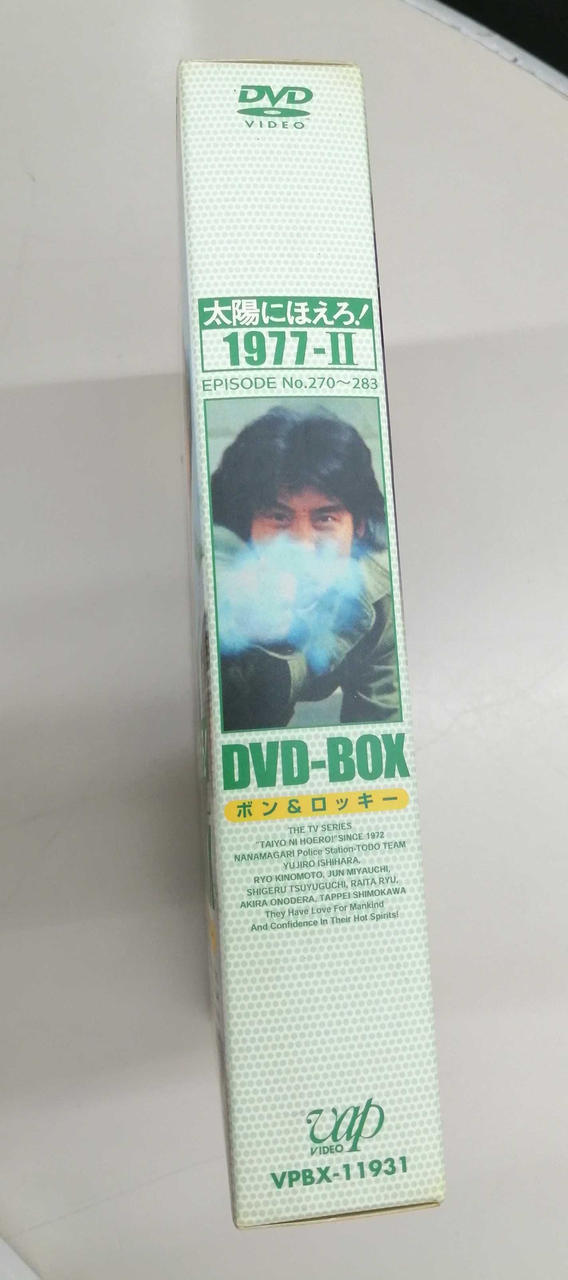 DVD
VIDEO
太陽にほえろ!
1977-II
EPISODE No.270〜283
DVD-BOX
ボン&ロッキー
THE TV SERIES
"TAIYO NI HOERO!"SINCE 1972
NANAMAGARI Police Station-TODO TEAM
YUJIRO ISHIHARA,
RYO KINOMOTO, JUN MIYAUCHI,
SHIGERU TSUYUGUCHI, RAITA RYU,
AKIRA ONODERA, TAPPEI SHIMOKAWA
They Have Love For Mankind
And Confidence In Their Hot Spirits!
vap
VIDEO
VPBX-11931